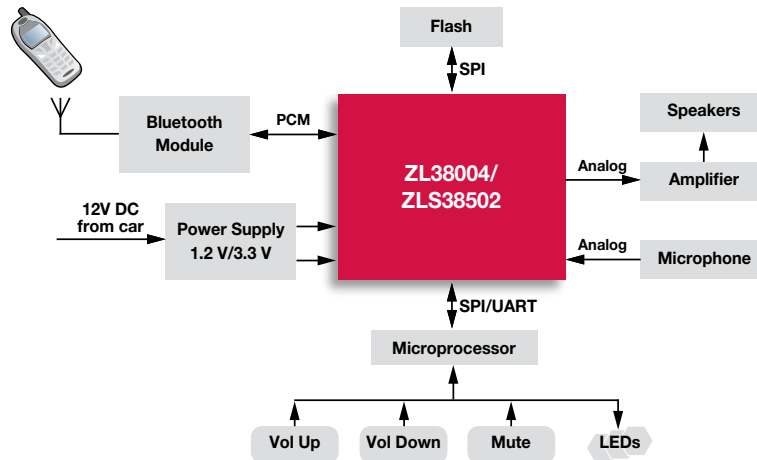 Flash
SPI
Bluetooth
Module
PCM
ZL38004/
ZLS38502
Speakers
Analog
Amplifier
12V DC
from car
Power Supply
1.2 V/3.3 V
Analog
Microphone
SPI/UART
Microprocessor
Vol Up
Vol Down
Mute
LEDs